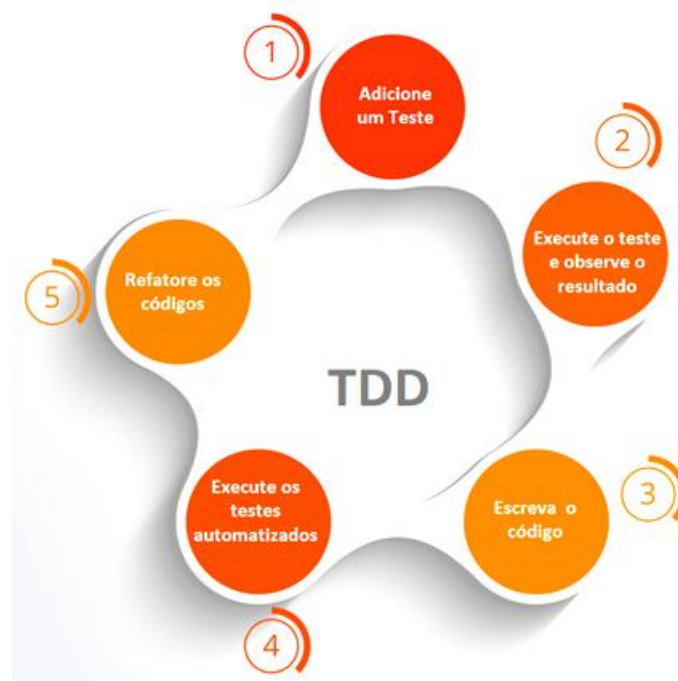 1
Adicione
um Teste
2
Execute o teste
e observe o
resultado
3
Escreva o
código
4
Execute os
testes
automatizados
5
Refatore os
códigos
TDD